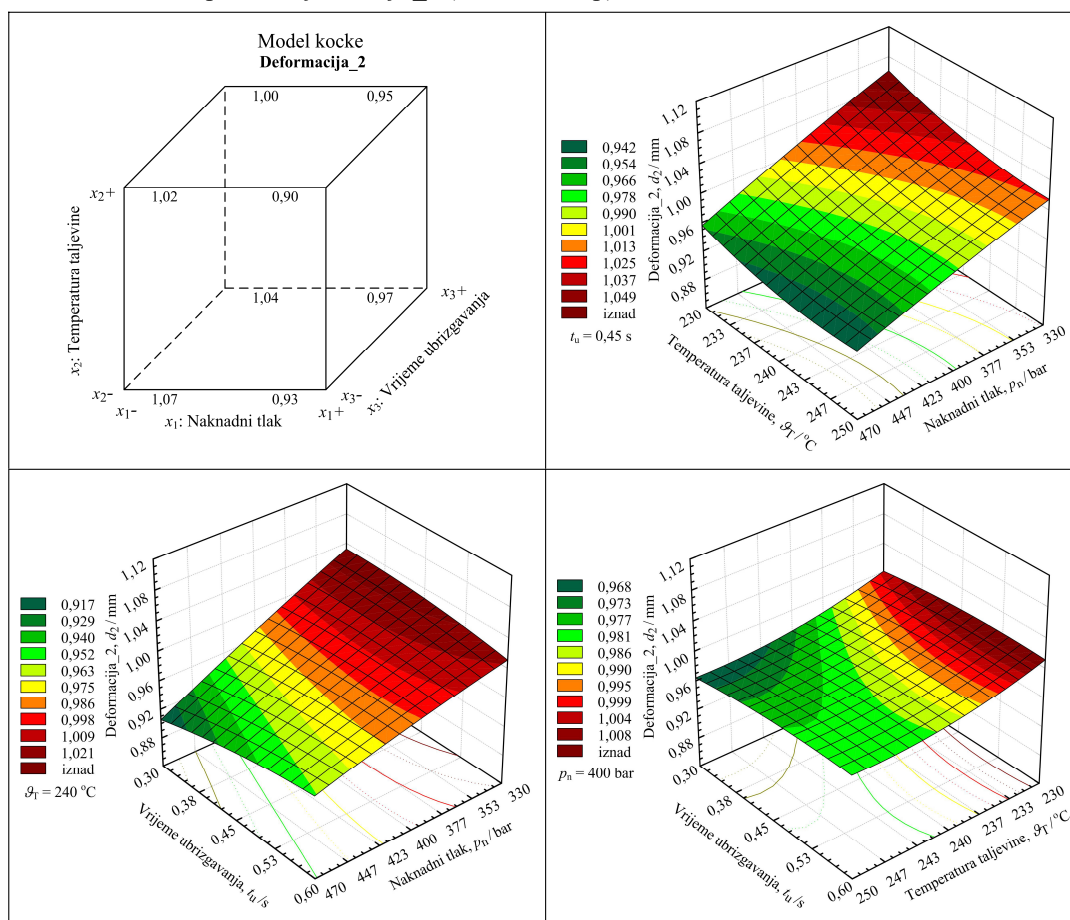 Model kocke
Deformacija_2
1,00 0,95
x₂+ 1,02 0,90
x₂: Temperatura taljevine
1,04 0,97 x₃+
x₃: Vrijeme ubrizgavanja
x₂- x₃-
x₁- 1,07 0,93 x₁+
x₁: Naknadni tlak
1,12
1,08
1,04
1,00
0,96
0,92
0,88
Deformacija_2, d₂ / mm
0,942
0,954
0,966
0,978
0,990
1,001
1,013
1,025
1,037
1,049
iznad
tᵤ = 0,45 s
230
233
237
240
243
247
250
Temperatura taljevine, ϑT / °C
470 447 423 400 377 353 330
Naknadni tlak, pₙ / bar
1,12
1,08
1,04
1,00
0,96
0,92
0,88
Deformacija_2, d₂ / mm
0,917
0,929
0,940
0,952
0,963
0,975
0,986
0,998
1,009
1,021
iznad
ϑT = 240 °C
0,30
0,38
0,45
0,53
0,60
Vrijeme ubrizgavanja, tᵤ /s
470 447 423 400 377 353 330
Naknadni tlak, pₙ / bar
1,12
1,08
1,04
1,00
0,96
0,92
0,88
Deformacija_2, d₂ / mm
0,968
0,973
0,977
0,981
0,986
0,990
0,995
0,999
1,004
1,008
iznad
pₙ = 400 bar
0,30
0,38
0,45
0,53
0,60
Vrijeme ubrizgavanja, tᵤ /s
250 247 243 240 237 233 230
Temperatura taljevine, ϑT / °C